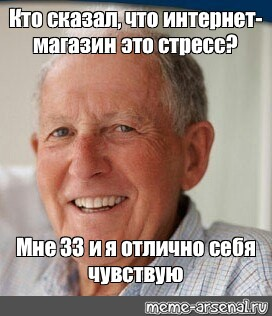 Кто сказал, что интернет-
магазин это стресс?
Мне 33 и я отлично себя
чувствую
meme-arsenal.ru